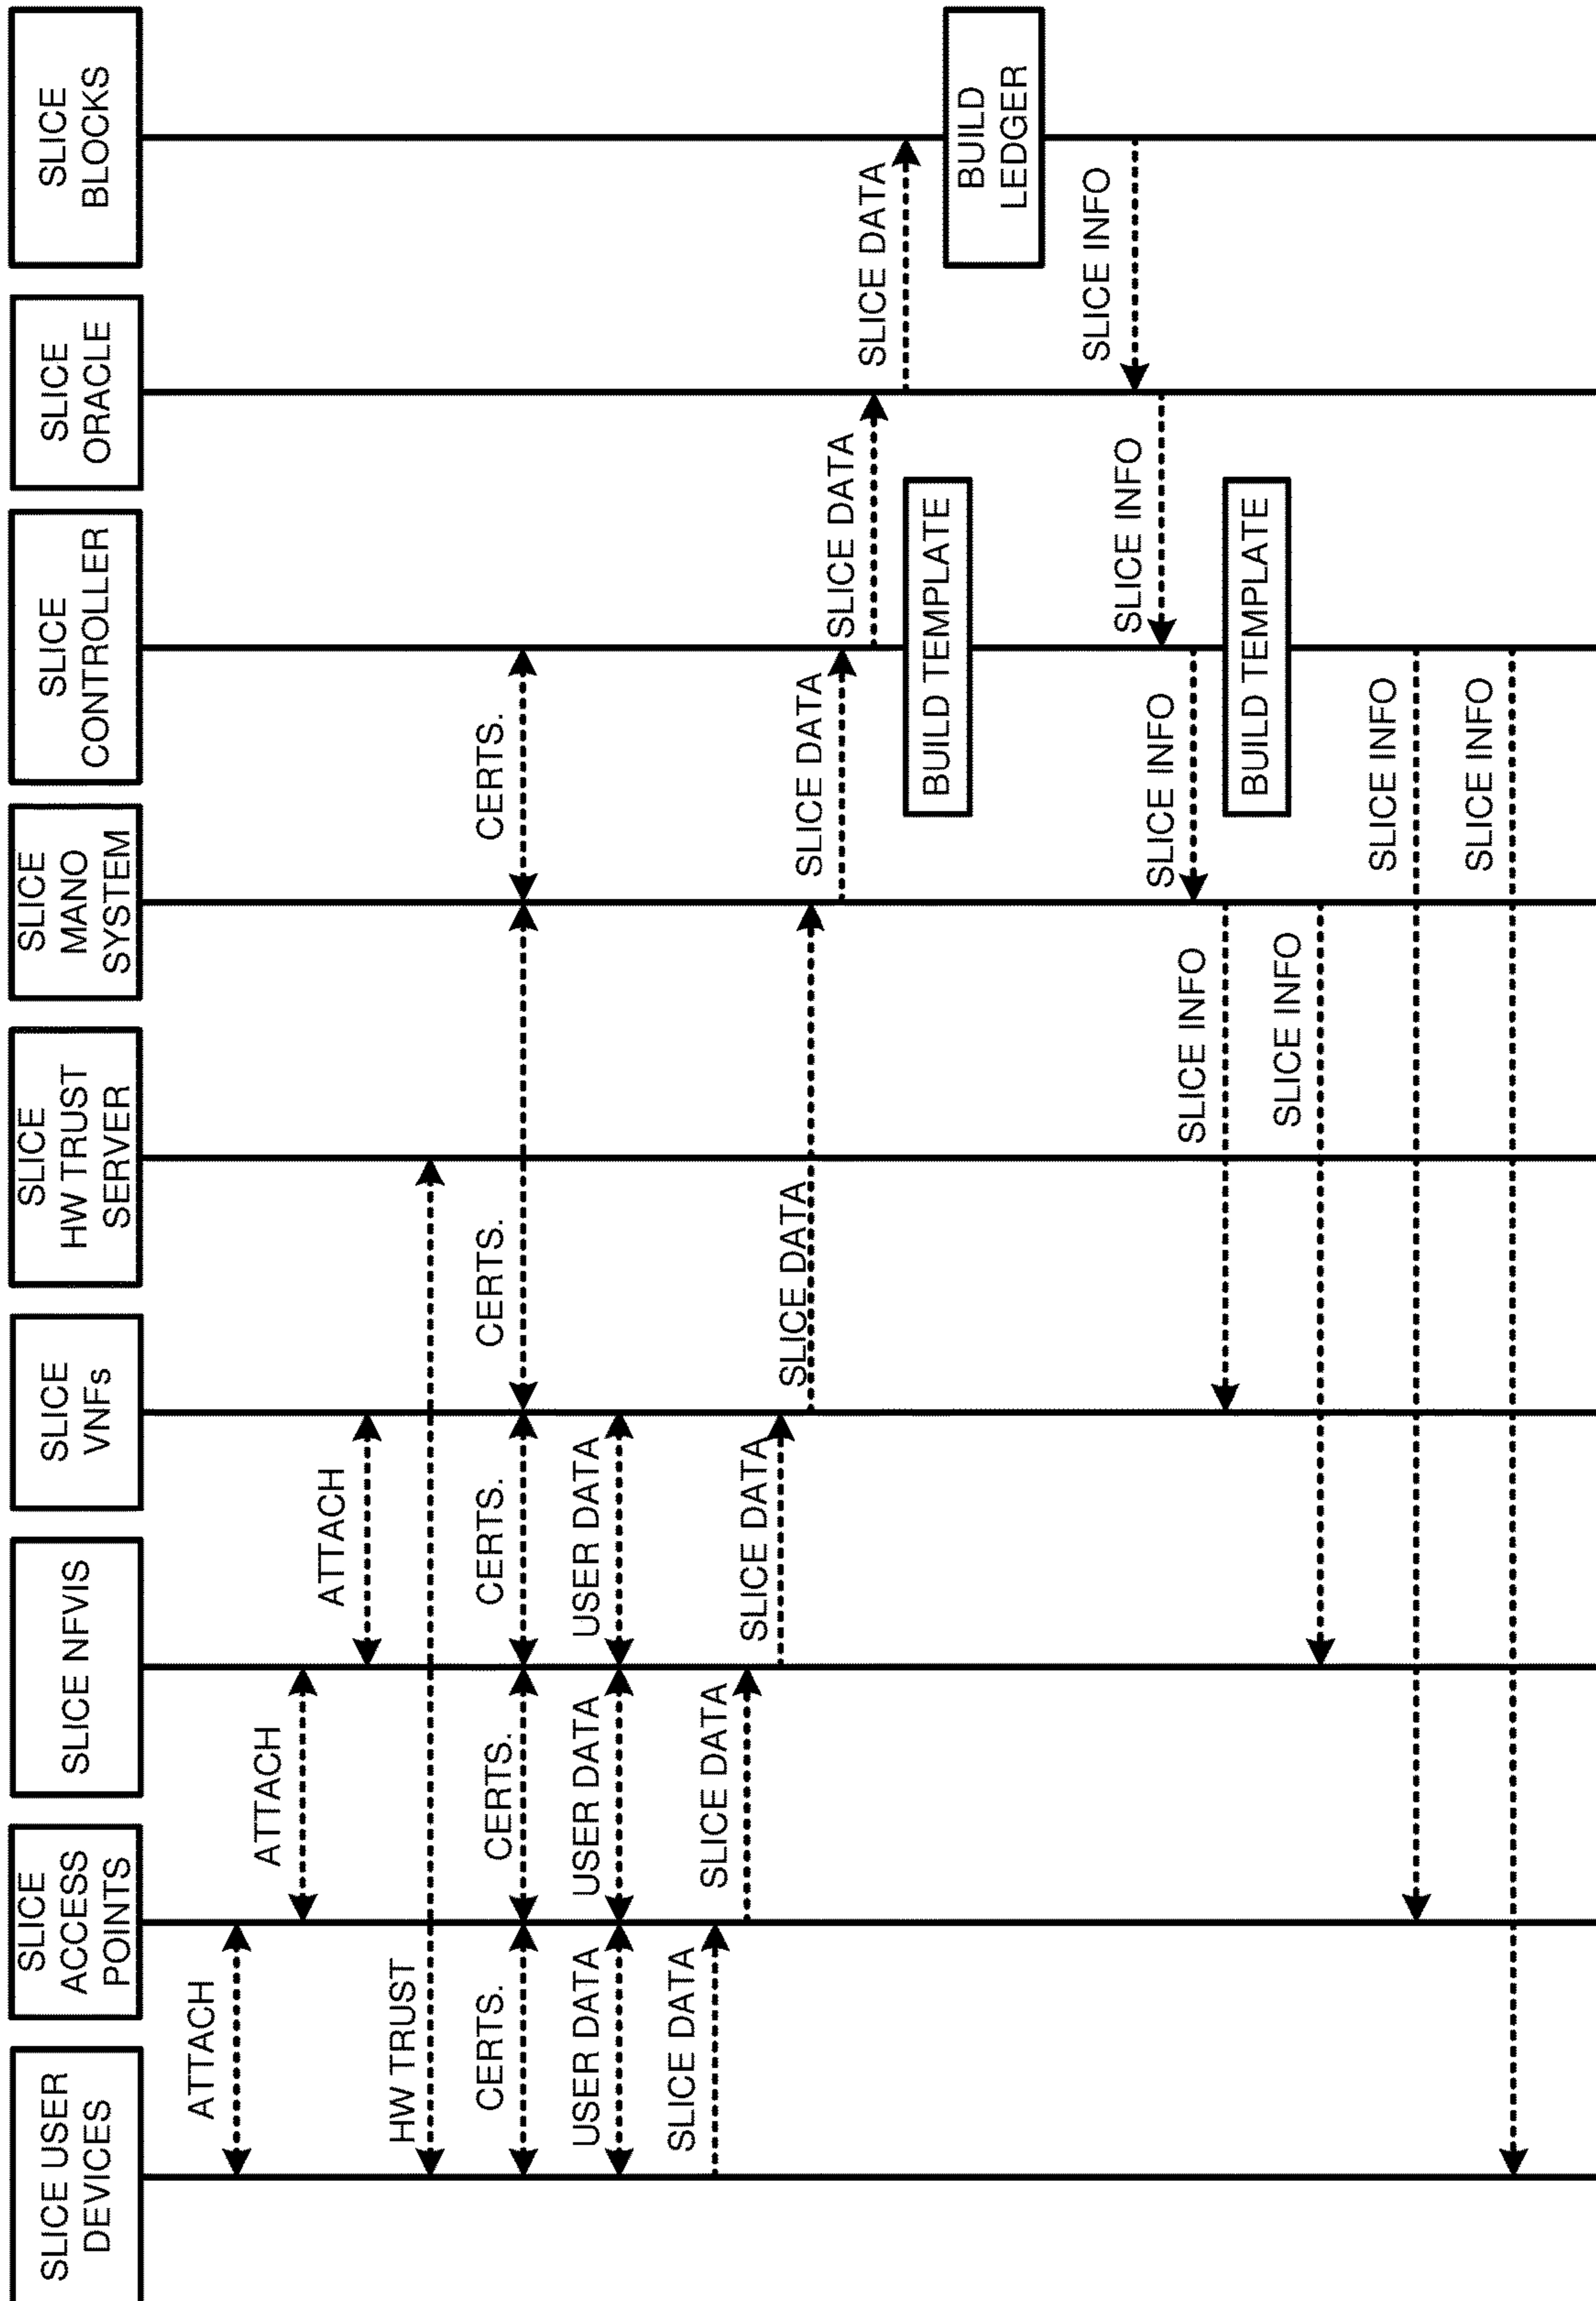 SLICE USER
DEVICES
SLICE
ACCESS
POINTS
SLICE NFVIS
SLICE
VNFs
SLICE
HW TRUST
SERVER
SLICE
MANO
SYSTEM
SLICE
CONTROLLER
SLICE
ORACLE
SLICE
BLOCKS
ATTACH
ATTACH
ATTACH
HW TRUST
CERTS.
CERTS.
CERTS.
CERTS.
CERTS.
USER DATA
USER DATA
USER DATA
SLICE DATA
SLICE DATA
SLICE DATA
SLICE DATA
SLICE DATA
SLICE DATA
SLICE DATA
BUILD TEMPLATE
BUILD
LEDGER
SLICE INFO
SLICE INFO
SLICE INFO
SLICE INFO
BUILD TEMPLATE
SLICE INFO
SLICE INFO
SLICE INFO